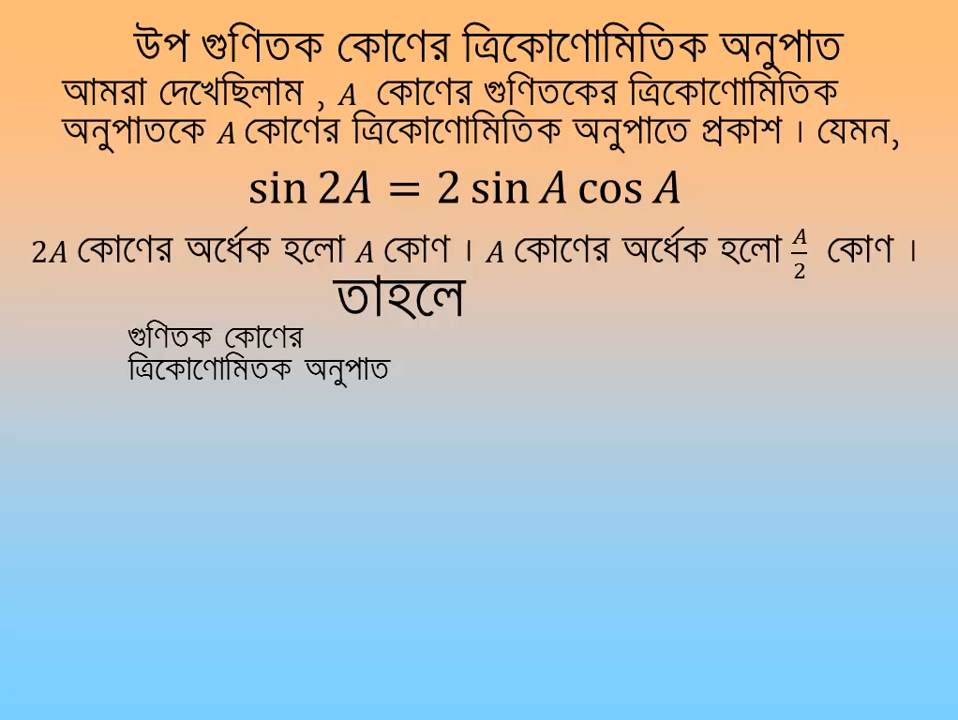 উপ গুণিতক কোণের ত্রিকোণোমিতিক অনুপাত
আমরা দেখেছিলাম , A কোণের গুণিতকের ত্রিকোণোমিতিক
অনুপাতকে A কোণের ত্রিকোণোমিতিক অনুপাতে প্রকাশ । যেমন,
sin 2A = 2 sin A cos A
2A কোণের অর্ধেক হলো A কোণ । A কোণের অর্ধেক হলো A/2 কোণ ।
তাহলে
গুণিতক কোণের
ত্রিকোণোমিতক অনুপাত